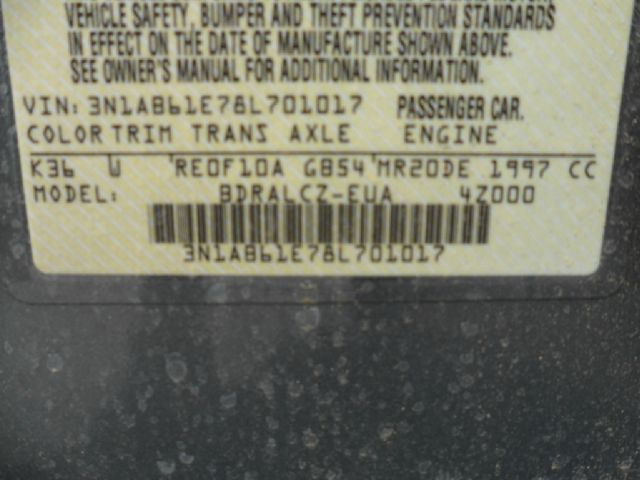 VEHICLE SAFETY, BUMPER AND THEFT PREVENTION STANDARDS
IN EFFECT ON THE DATE OF MANUFACTURE SHOWN ABOVE.
SEE OWNER'S MANUAL FOR ADDITIONAL INFORMATION.
VIN: 3N1AB61E78L701017 PASSENGER CAR.
COLOR TRIM TRANS AXLE ENGINE
K36 W RE0F10A GB54 MR20DE 1997 CC
MODEL: BDRALCZ-EUA 4Z000
3N1AB61E78L701017